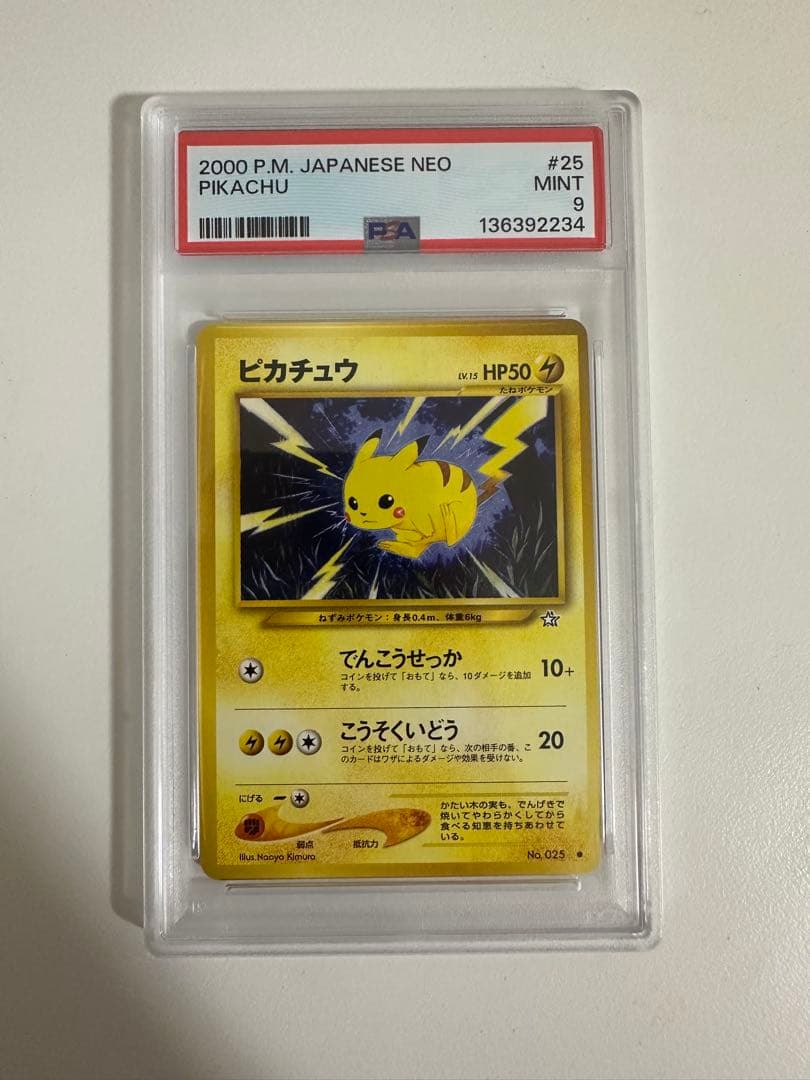 2000 P.M. JAPANESE NEO #25
PIKACHU MINT
9
PSA 136392234
ピカチュウ LV.15 HP50
たねポケモン
ねずみポケモン：身長0.4m、体重6kg
でんこうせっか 10+
コインを投げて「おもて」なら、10ダメージを追加
する。
こうそくいどう 20
コインを投げて「おもて」なら、次の相手の番、こ
のカードはワザによるダメージや効果を受けない。
にげる
かたい木の実も、でんげきで
焼いてやわらかくしてから
食べる知恵を持ちあわせて
いる。
弱点 抵抗力
Illus. Naoyo Kimura No. 025